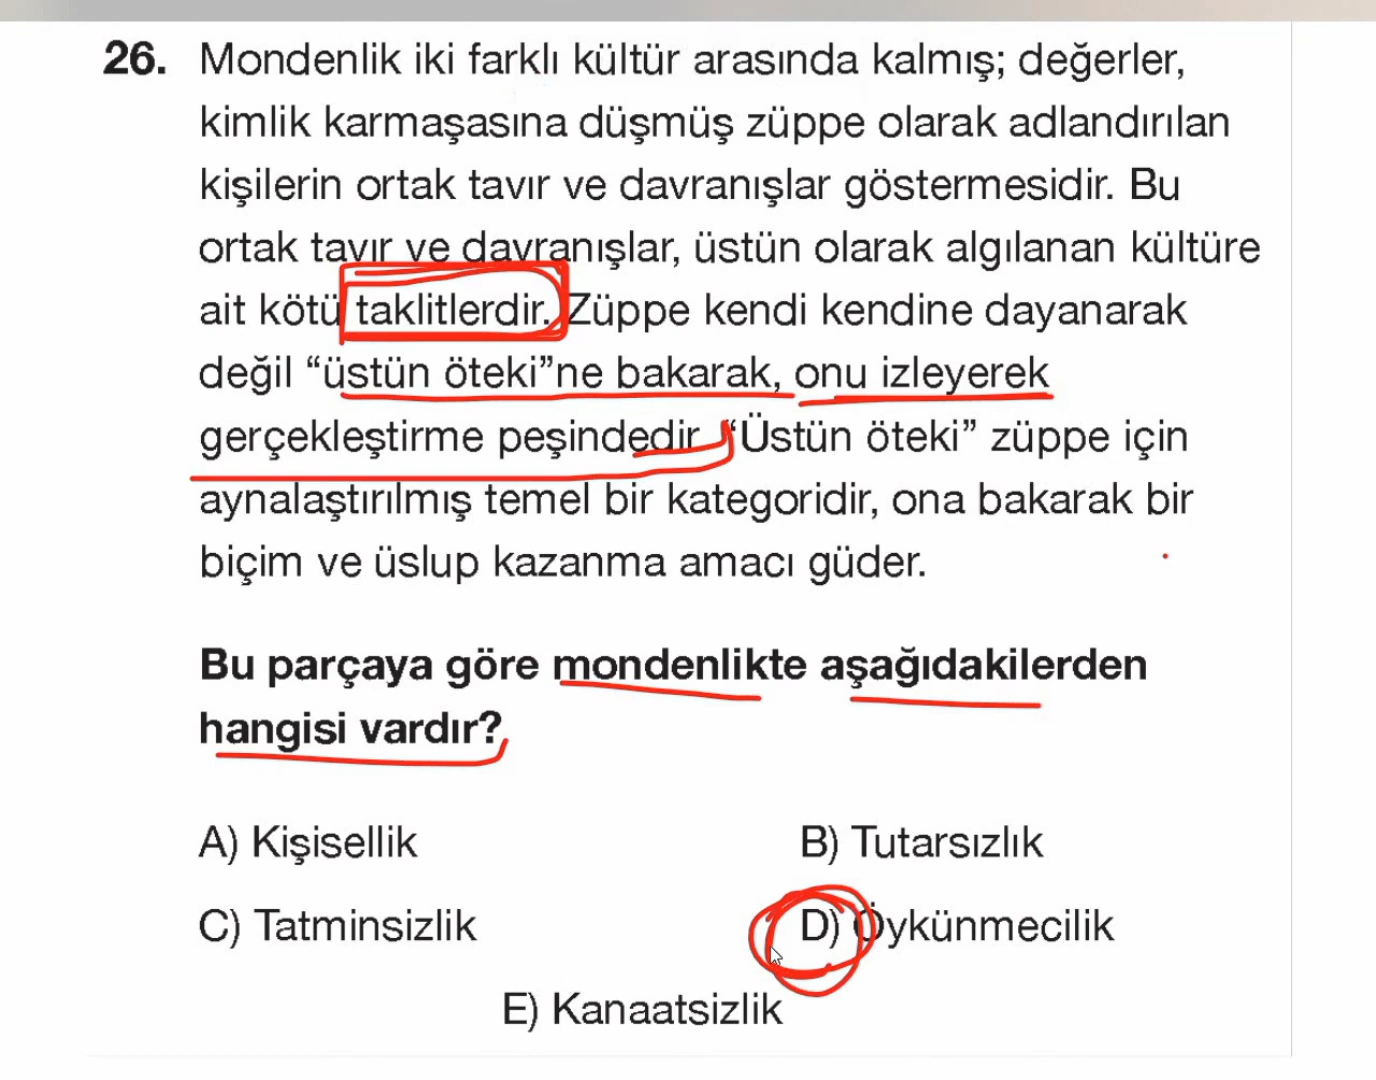 26. Mondenlik iki farklı kültür arasında kalmış; değerler,
kimlik karmaşasına düşmüş züppe olarak adlandırılan
kişilerin ortak tavır ve davranışlar göstermesidir. Bu
ortak tavır ve davranışlar, üstün olarak algılanan kültüre
ait kötü taklitlerdir. Züppe kendi kendine dayanarak
değil “üstün öteki”ne bakarak, onu izleyerek
gerçekleştirme peşindedir. “Üstün öteki” züppe için
aynalaştırılmış temel bir kategoridir, ona bakarak bir
biçim ve üslup kazanma amacı güder.
Bu parçaya göre mondenlikte aşağıdakilerden
hangisi vardır?
A) Kişisellik B) Tutarsızlık
C) Tatminsizlik D) Öykünmecilik
E) Kanaatsizlik